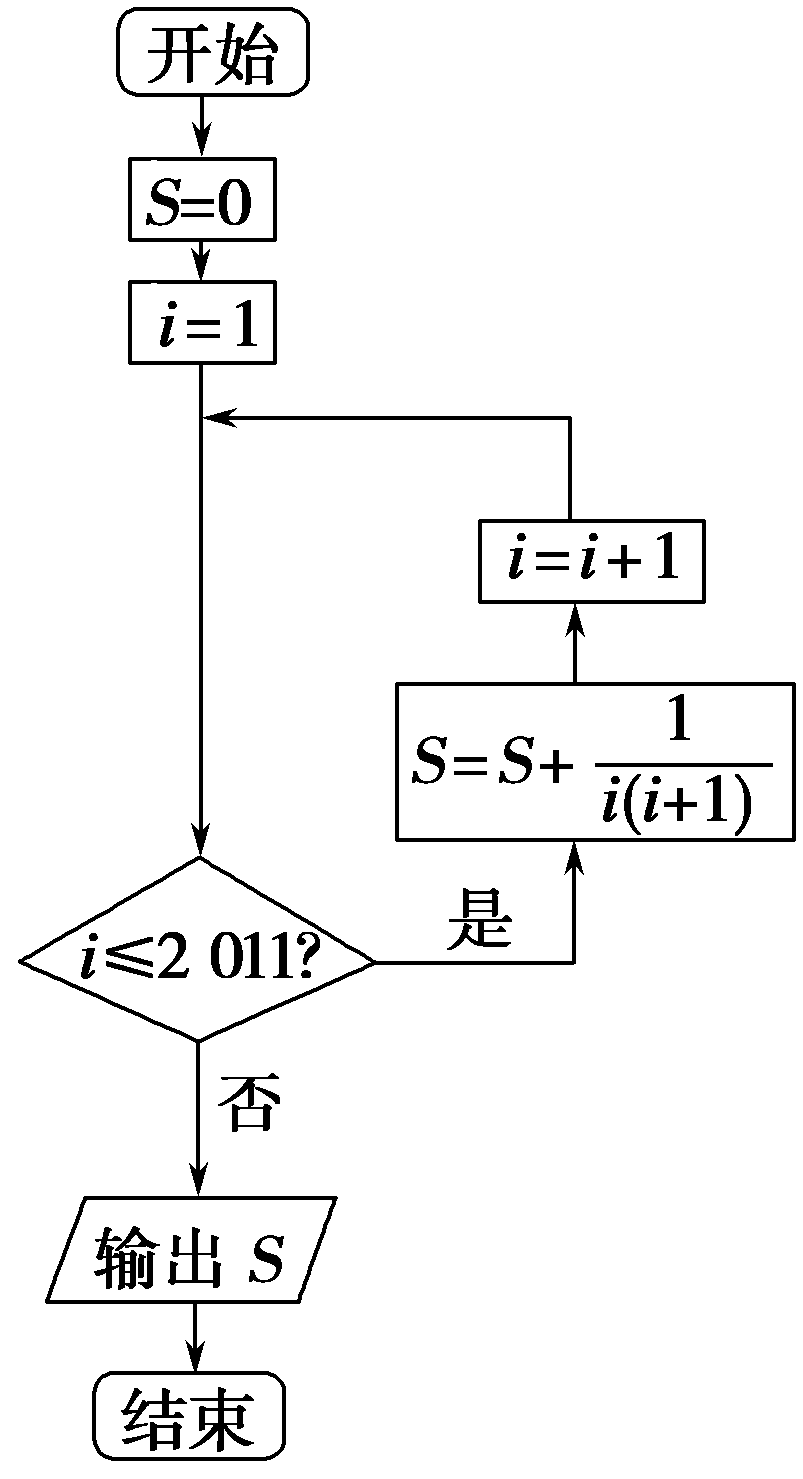 开始
S=0
i=1
i=i+1
S=S+ 1/i(i+1)
是
i≤2 011?
否
输出 S
结束